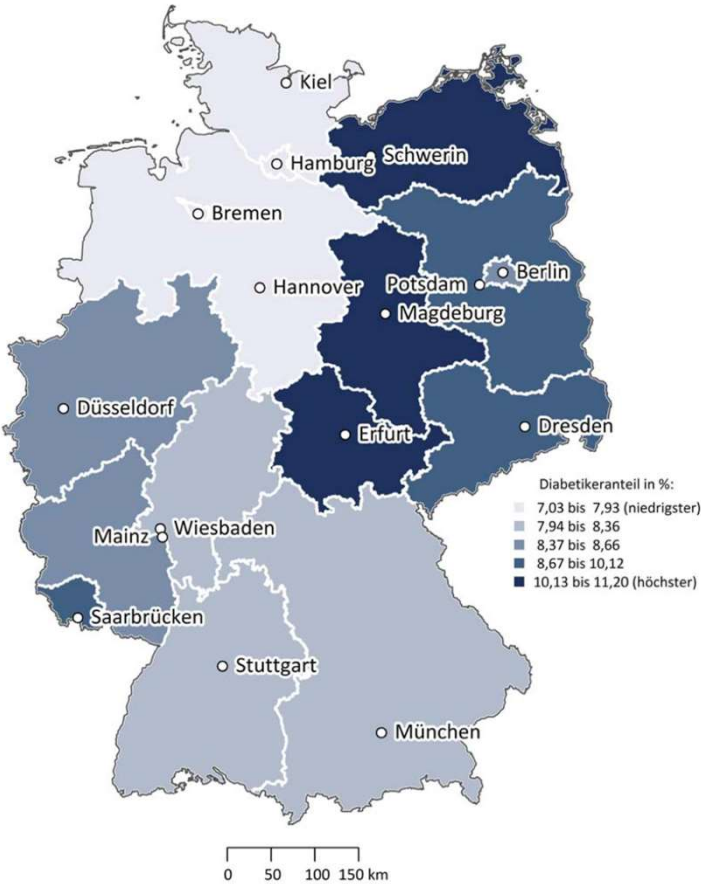 Kiel
Hamburg
Schwerin
Bremen
Berlin
Potsdam
Hannover
Magdeburg
Düsseldorf
Erfurt
Dresden
Diabetikeranteil in %:
7,03 bis 7,93 (niedrigster)
7,94 bis 8,36
8,37 bis 8,66
8,67 bis 10,12
10,13 bis 11,20 (höchster)
Wiesbaden
Mainz
Saarbrücken
Stuttgart
München
0 50 100 150 km